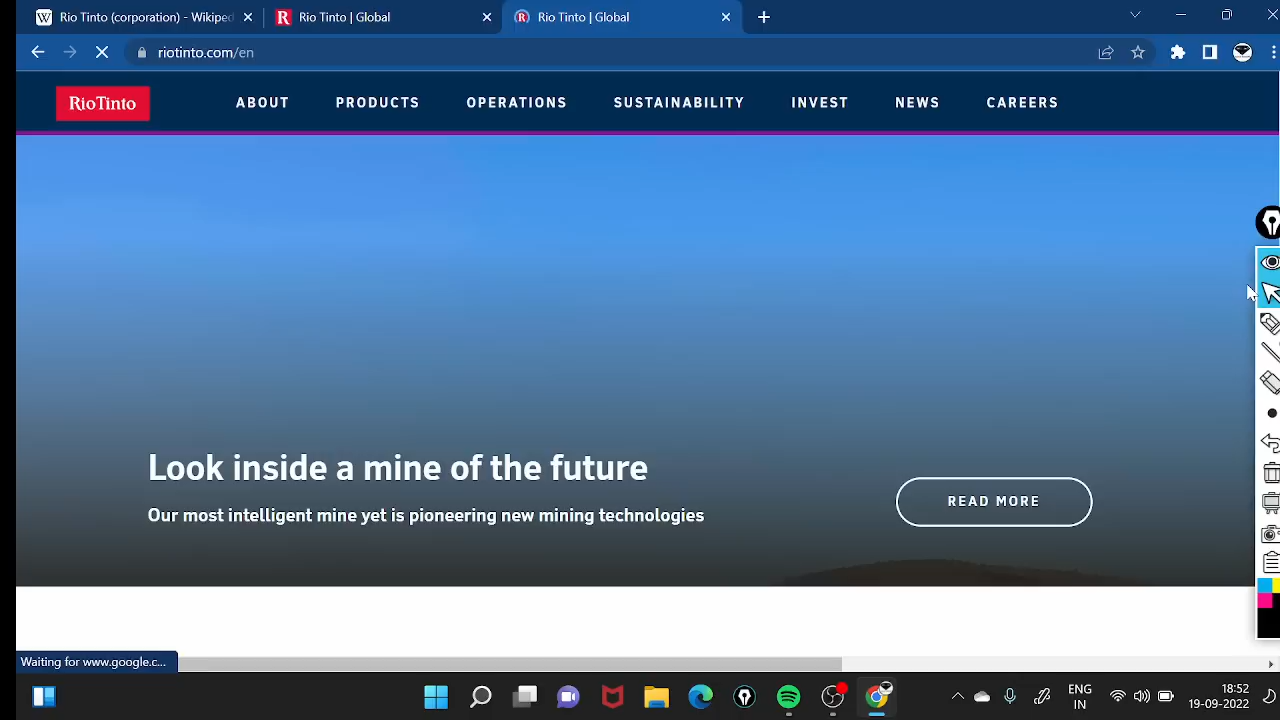 Rio Tinto (corporation) - Wikiped
Rio Tinto | Global
Rio Tinto | Global
riotinto.com/en
RioTinto
ABOUT
PRODUCTS
OPERATIONS
SUSTAINABILITY
INVEST
NEWS
CAREERS
Look inside a mine of the future
Our most intelligent mine yet is pioneering new mining technologies
READ MORE
Waiting for www.google.c...
ENG
IN
18:52
19-09-2022